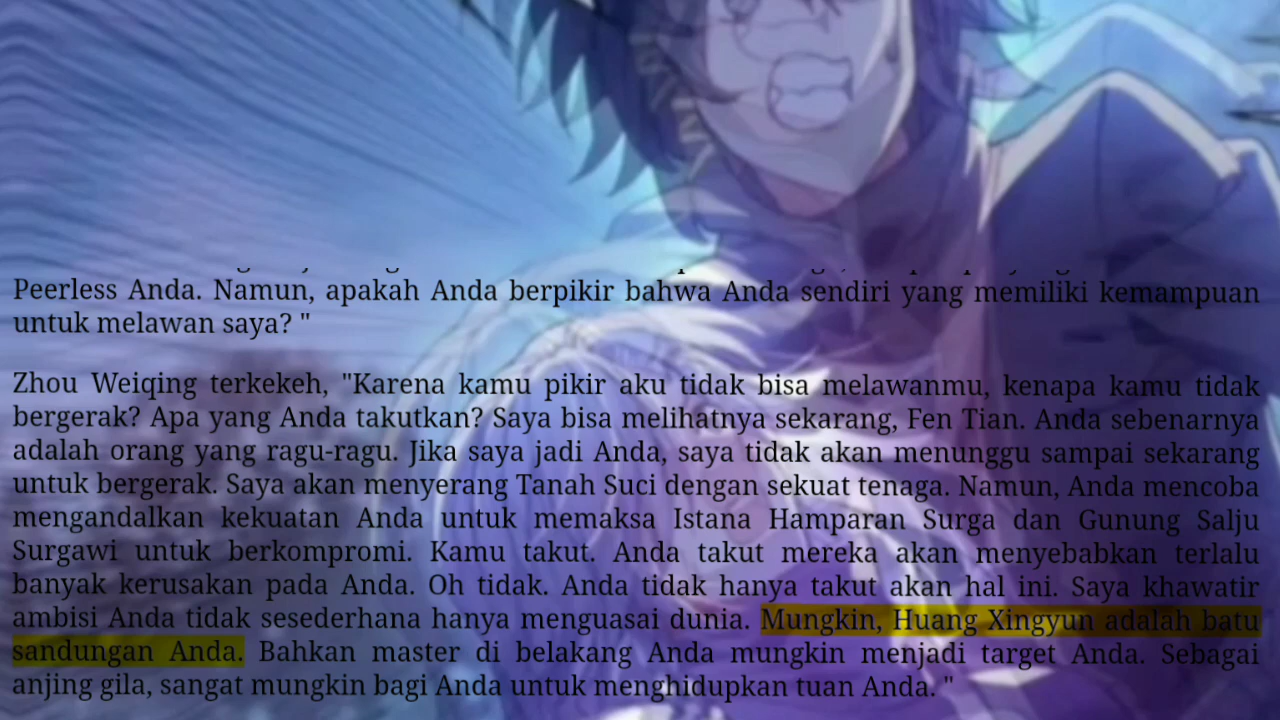 Peerless Anda. Namun, apakah Anda berpikir bahwa Anda sendiri yang memiliki kemampuan
untuk melawan saya? "
Zhou Weiqing terkekeh, "Karena kamu pikir aku tidak bisa melawanmu, kenapa kamu tidak
bergerak? Apa yang Anda takutkan? Saya bisa melihatnya sekarang, Fen Tian. Anda sebenarnya
adalah orang yang ragu-ragu. Jika saya jadi Anda, saya tidak akan menunggu sampai sekarang
untuk bergerak. Saya akan menyerang Tanah Suci dengan sekuat tenaga. Namun, Anda mencoba
mengandalkan kekuatan Anda untuk memaksa Istana Hamparan Surga dan Gunung Salju
Surgawi untuk berkompromi. Kamu takut. Anda takut mereka akan menyebabkan terlalu
banyak kerusakan pada Anda. Oh tidak. Anda tidak hanya takut akan hal ini. Saya khawatir
ambisi Anda tidak sesederhana hanya menguasai dunia. Mungkin, Huang Xingyun adalah batu
sandungan Anda. Bahkan master di belakang Anda mungkin menjadi target Anda. Sebagai
anjing gila, sangat mungkin bagi Anda untuk menghidupkan tuan Anda. "